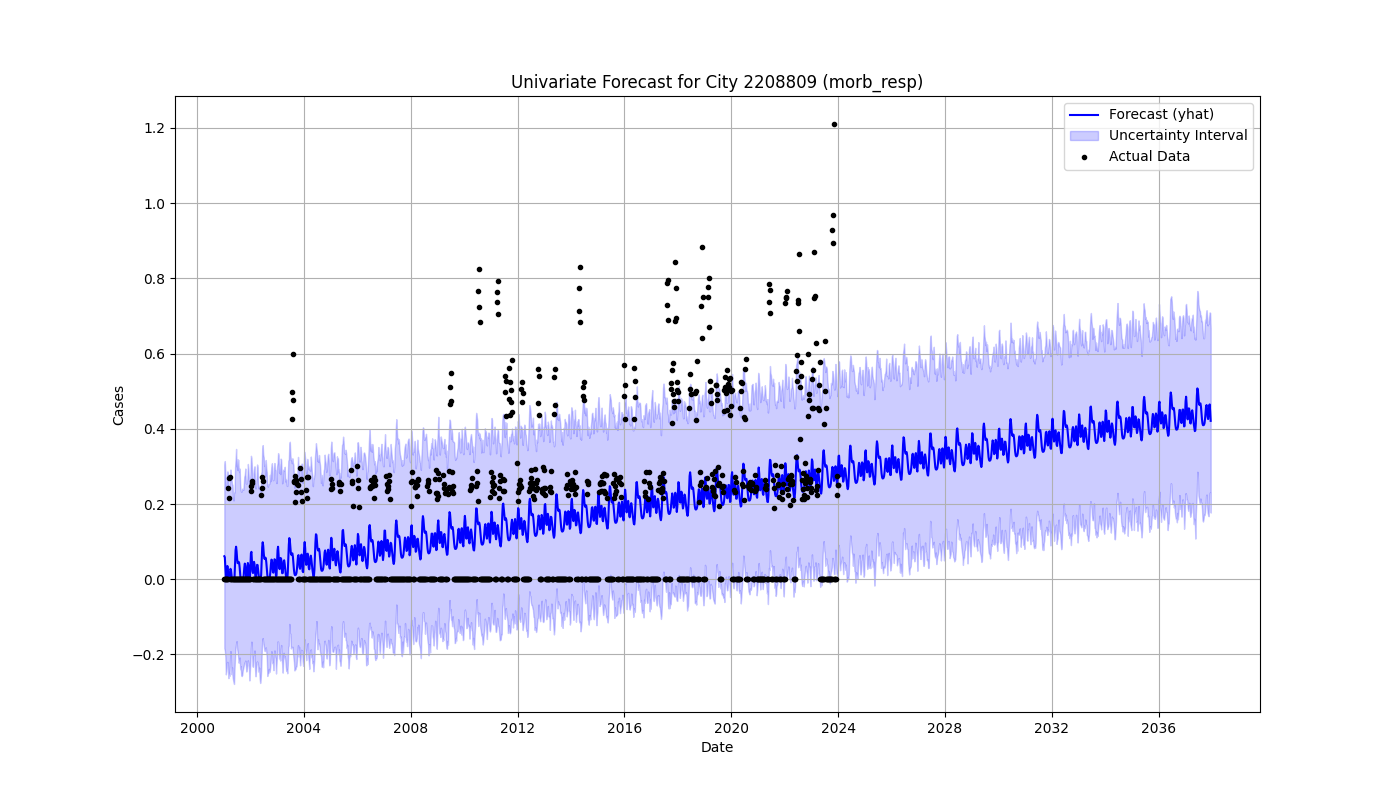 Univariate Forecast for City 2208809 (morb_resp)
Forecast (yhat)
Uncertainty Interval
Actual Data
Cases
1.2
1.0
0.8
0.6
0.4
0.2
0.0
−0.2
2000 2004 2008 2012 2016 2020 2024 2028 2032 2036
Date